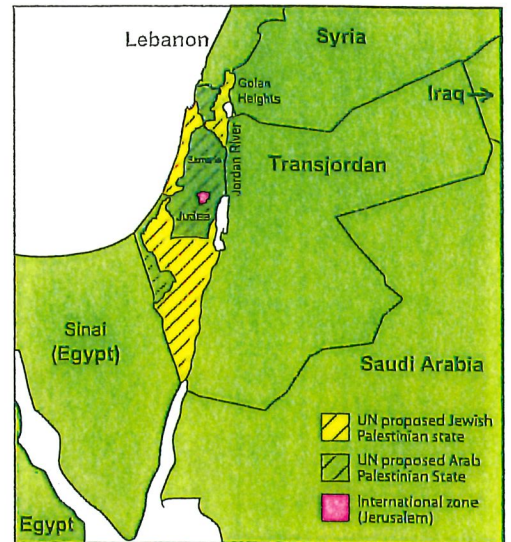 Lebanon
Syria
Golan
Heights
Iraq
Jordan River
Transjordan
Samaria
Judea
Sinai
(Egypt)
Saudi Arabia
UN proposed Jewish
Palestinian state
UN proposed Arab
Palestinian State
International zone
(Jerusalem)
Egypt